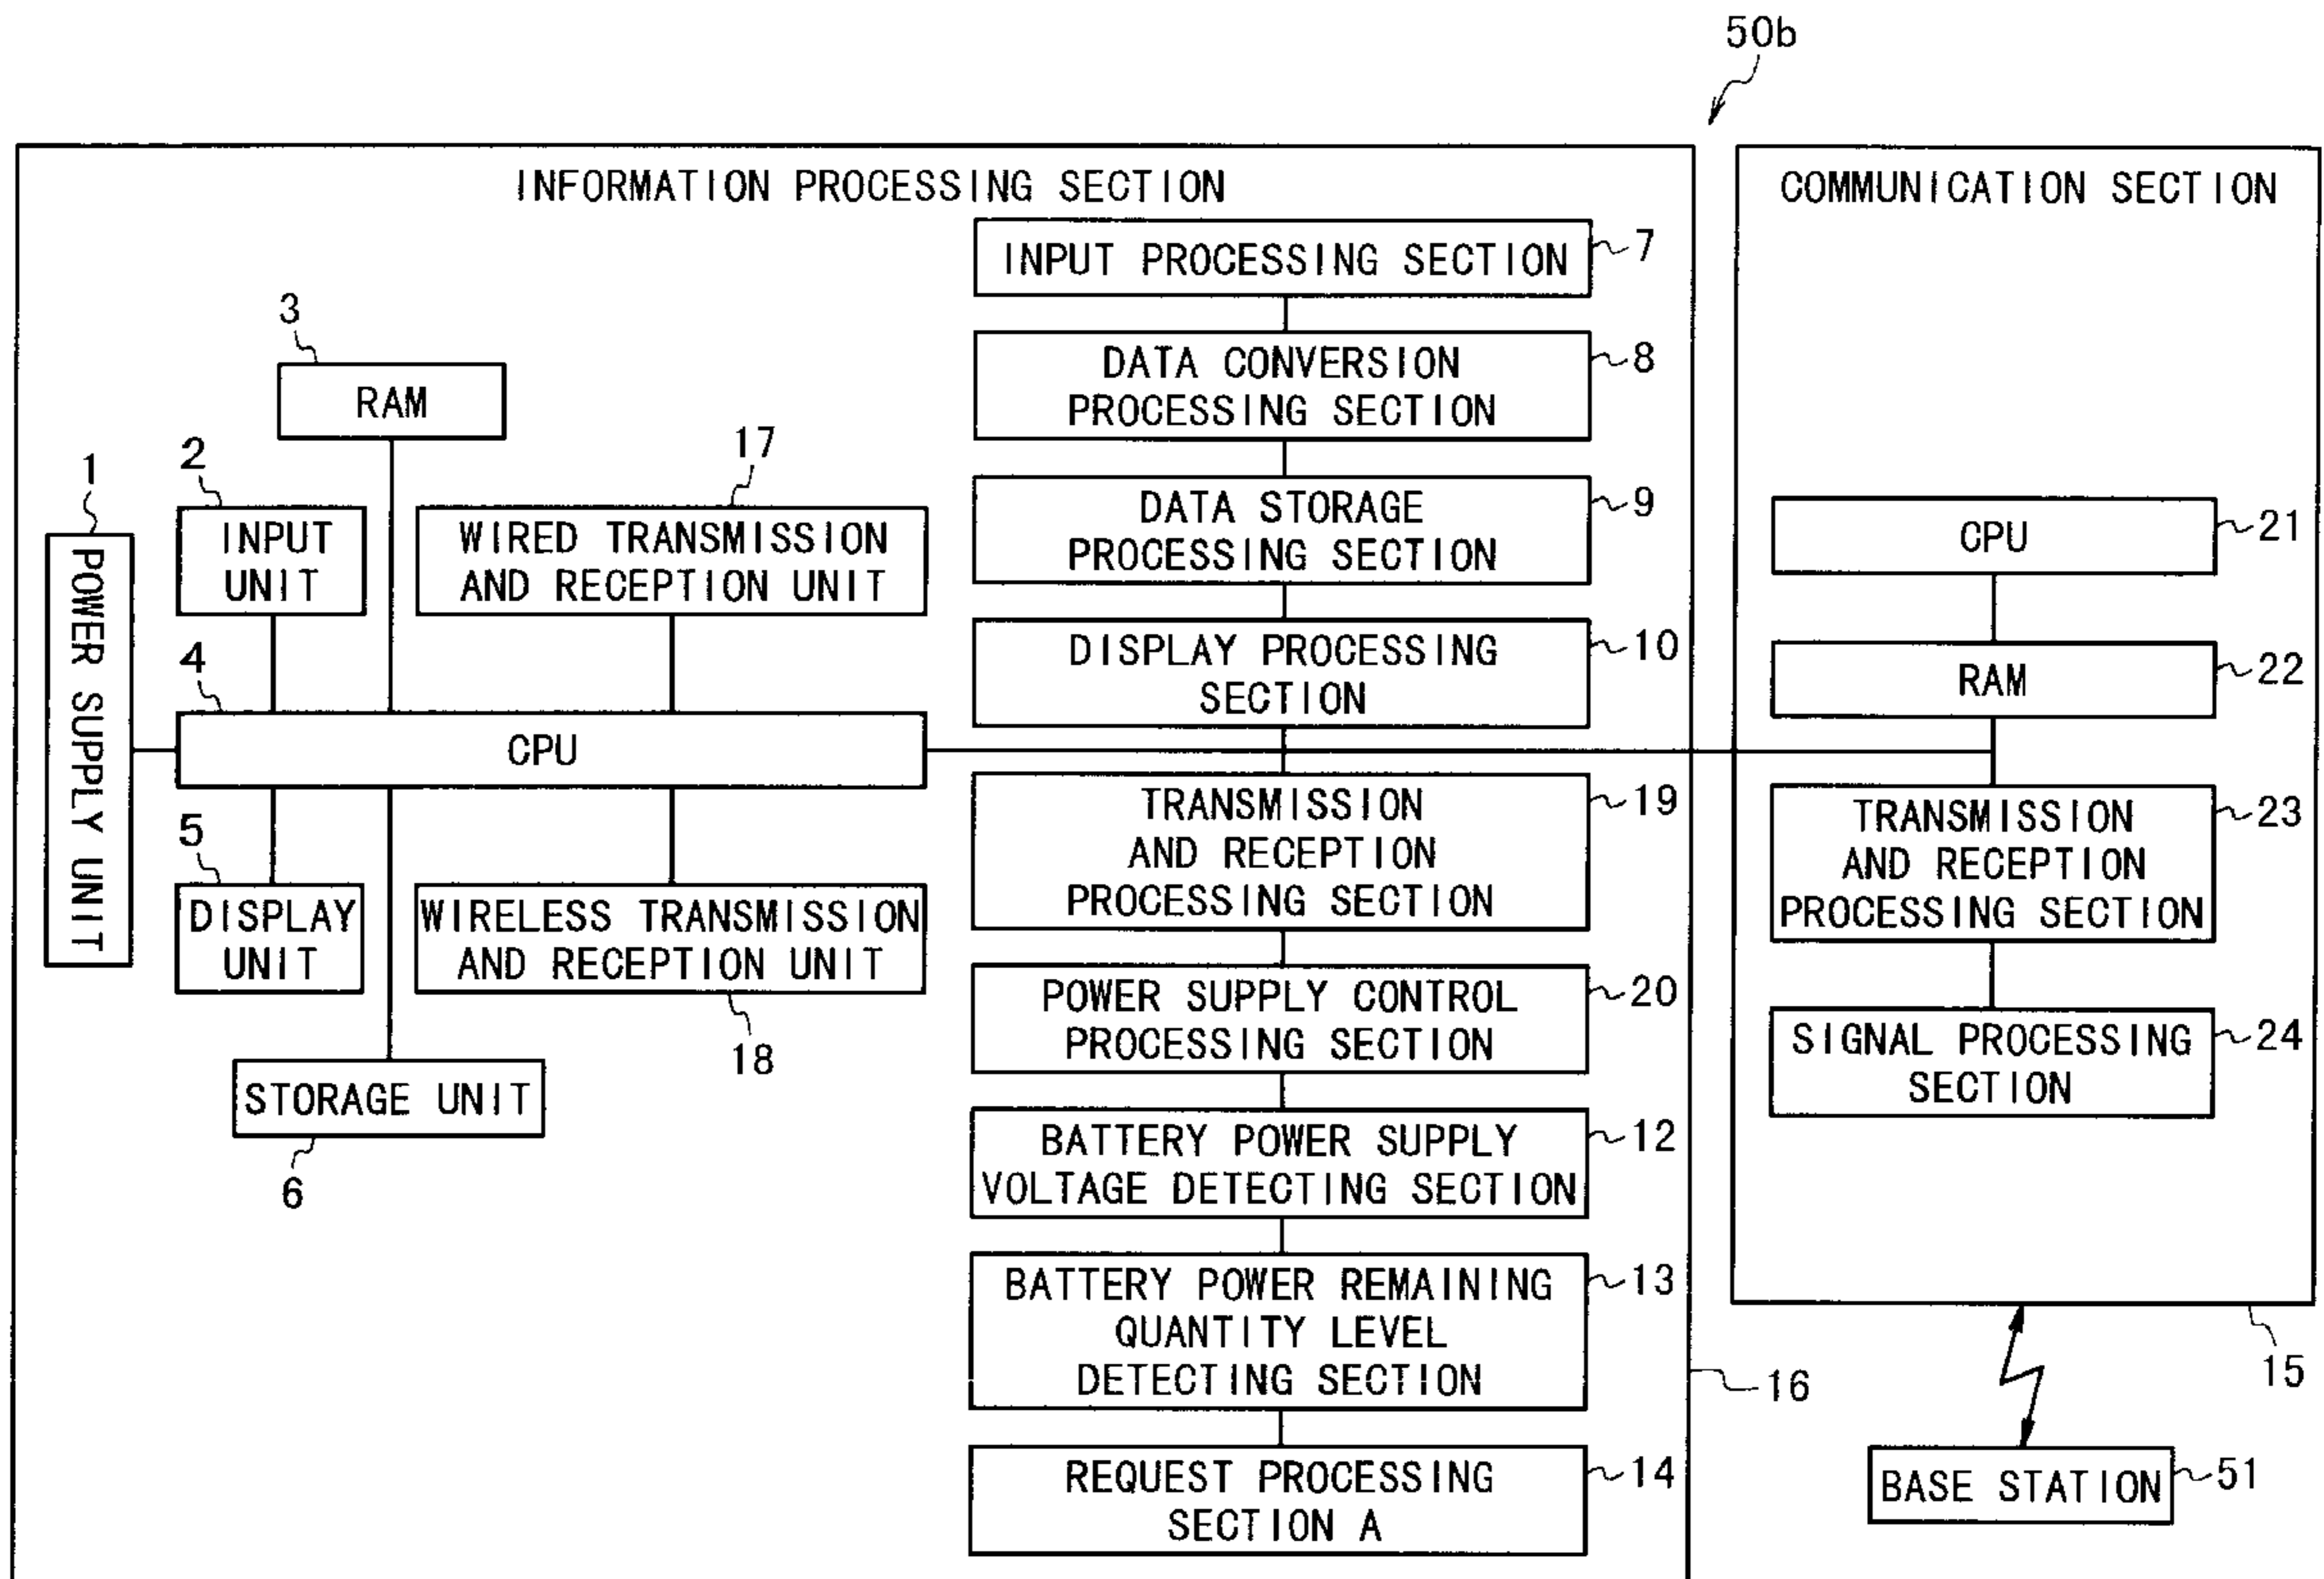 50b
INFORMATION PROCESSING SECTION
COMMUNICATION SECTION
INPUT PROCESSING SECTION
7
3
RAM
DATA CONVERSION
PROCESSING SECTION
8
1
POWER SUPPLY UNIT
2
INPUT
UNIT
17
WIRED TRANSMISSION
AND RECEPTION UNIT
DATA STORAGE
PROCESSING SECTION
9
CPU
21
4
CPU
DISPLAY PROCESSING
SECTION
10
RAM
22
5
DISPLAY
UNIT
WIRELESS TRANSMISSION
AND RECEPTION UNIT
18
TRANSMISSION
AND RECEPTION
PROCESSING SECTION
19
TRANSMISSION
AND RECEPTION
PROCESSING SECTION
23
STORAGE UNIT
6
POWER SUPPLY CONTROL
PROCESSING SECTION
20
SIGNAL PROCESSING
SECTION
24
BATTERY POWER SUPPLY
VOLTAGE DETECTING SECTION
12
BATTERY POWER REMAINING
QUANTITY LEVEL
DETECTING SECTION
13
16
15
REQUEST PROCESSING
SECTION A
14
BASE STATION
51